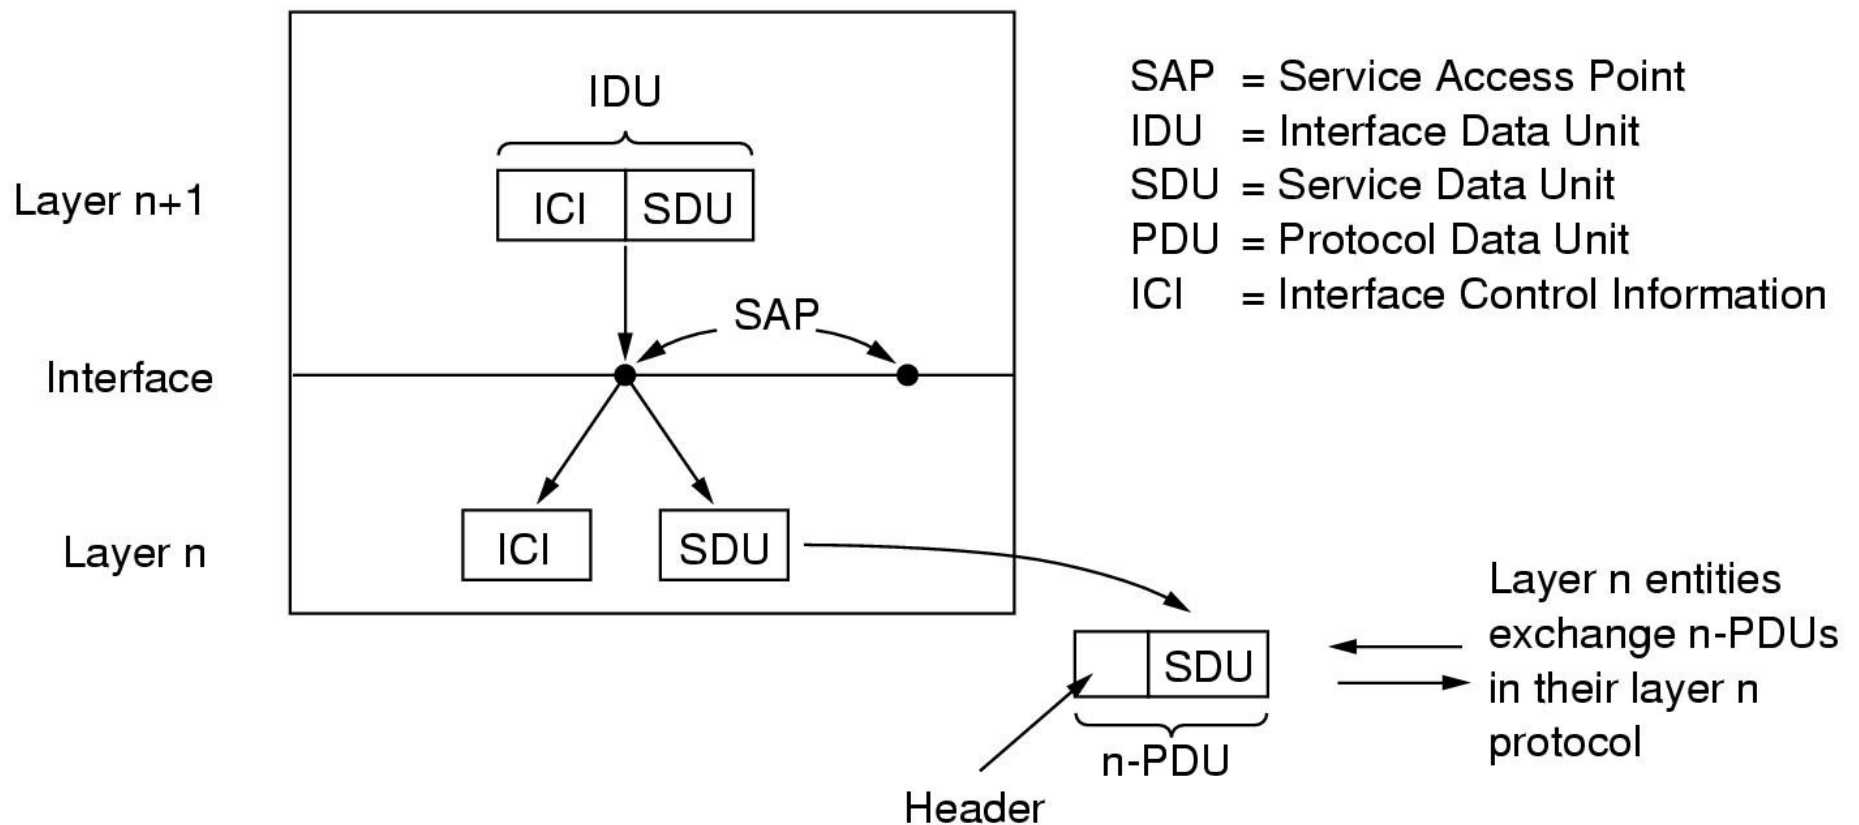 IDU
Layer n+1
ICI SDU
SAP
Interface
Layer n
ICI SDU
SAP = Service Access Point
IDU = Interface Data Unit
SDU = Service Data Unit
PDU = Protocol Data Unit
ICI = Interface Control Information
SDU
n-PDU
Header
Layer n entities
exchange n-PDUs
in their layer n
protocol